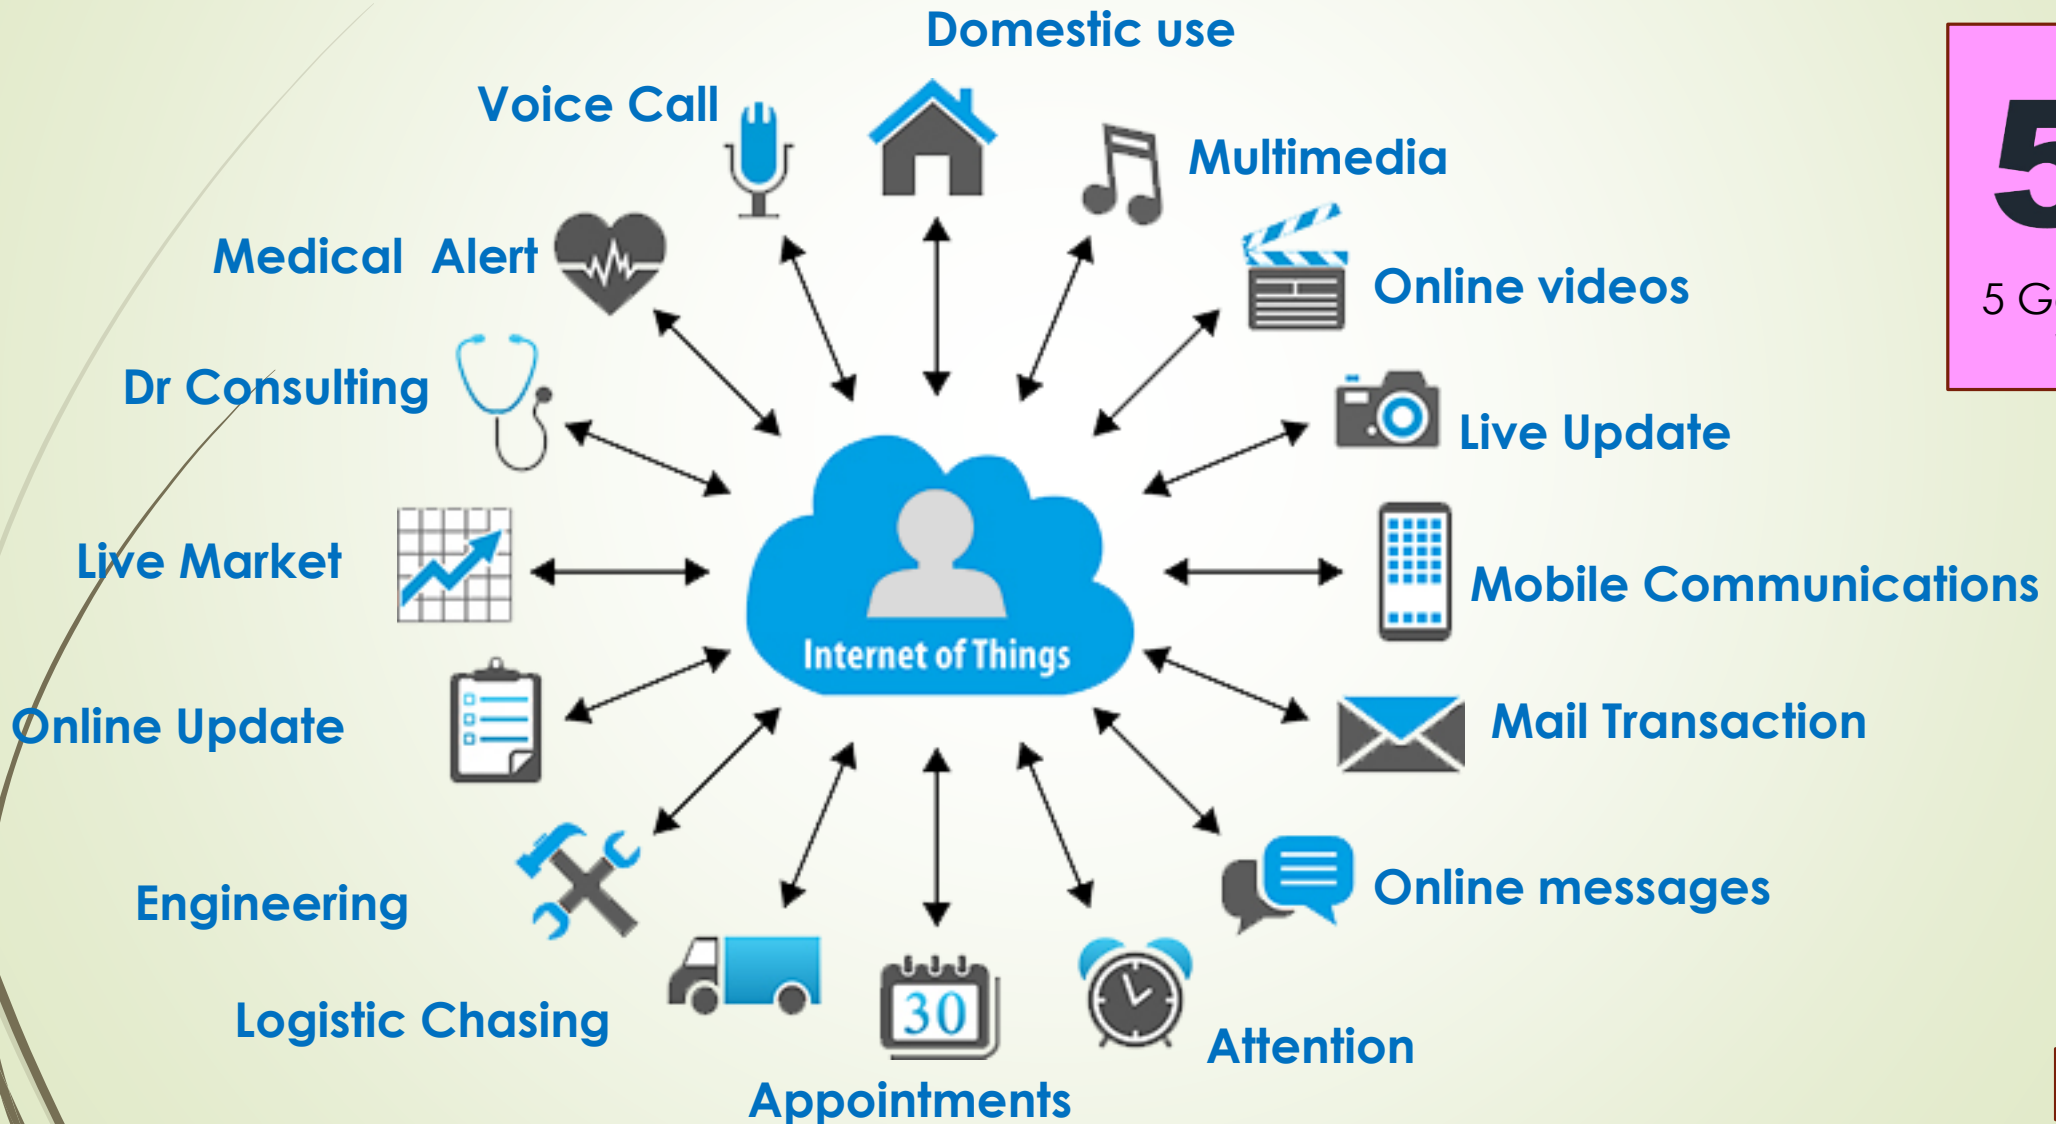 Domestic use
Voice Call
Multimedia
Medical Alert
Online videos
Dr Consulting
Live Update
Live Market
Mobile Communications
Internet of Things
Online Update
Mail Transaction
Engineering
Online messages
Logistic Chasing
30
Attention
Appointments
5
5 G